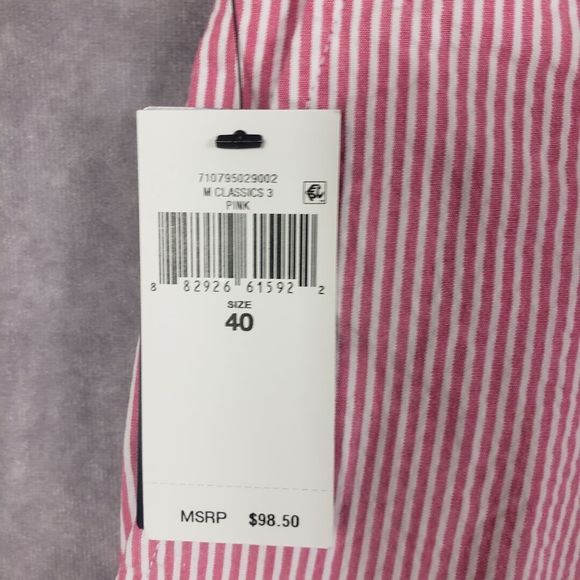 710795029002
M CLASSICS 3
PINK
8 82926 61592 2
SIZE
40
MSRP $98.50